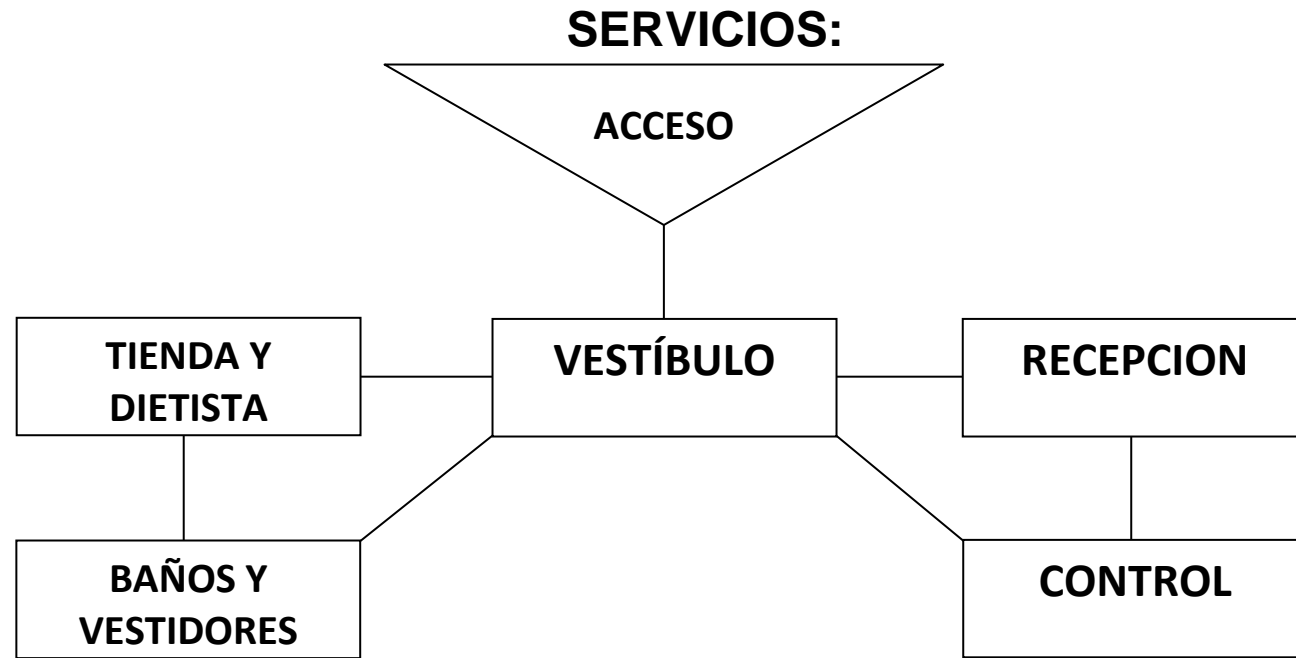 SERVICIOS:
ACCESO
TIENDA Y
DIETISTA
VESTÍBULO
RECEPCION
BAÑOS Y
VESTIDORES
CONTROL